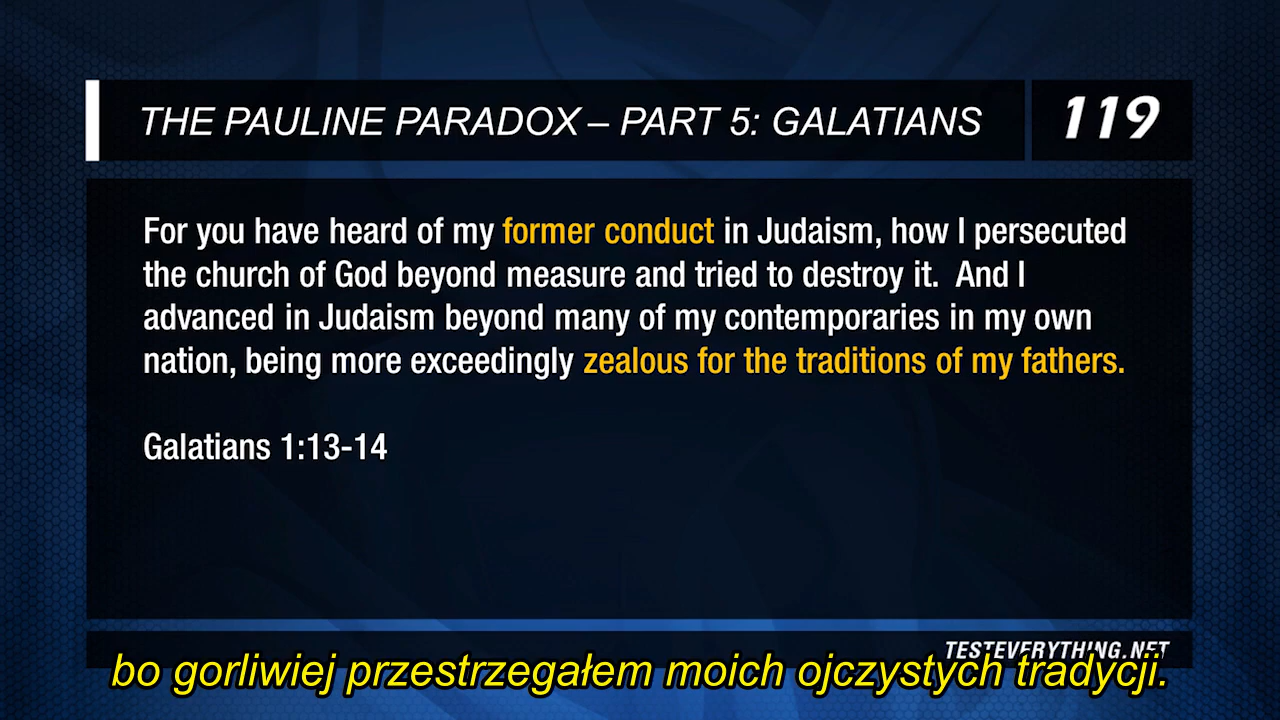 THE PAULINE PARADOX – PART 5: GALATIANS
119
For you have heard of my former conduct in Judaism, how I persecuted
the church of God beyond measure and tried to destroy it.  And I
advanced in Judaism beyond many of my contemporaries in my own
nation, being more exceedingly zealous for the traditions of my fathers.
Galatians 1:13-14
TESTEVERYTHING.NET
bo gorliwiej przestrzegałem moich ojczystych tradycji.